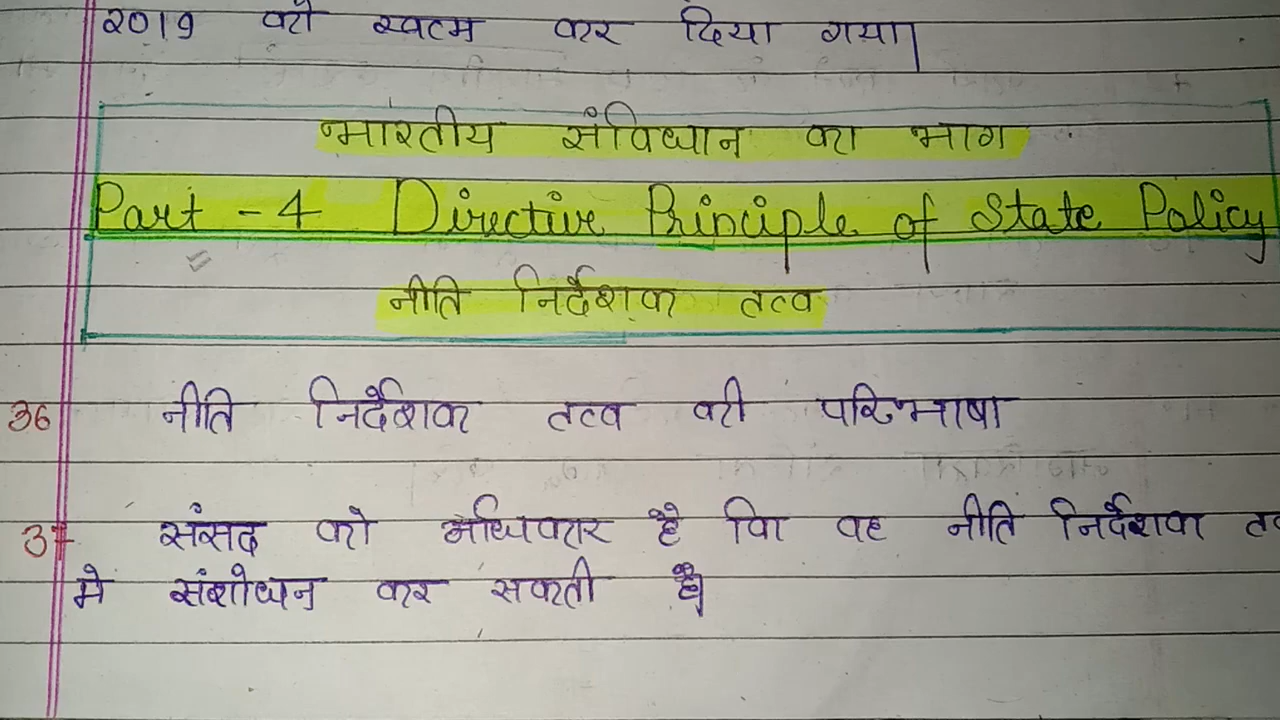 2019 को खत्म कर दिया गया।
भारतीय संविधान का भाग
Part - 4 Directive Principle of State Policy
नीति निर्देशक तत्व
36 नीति निर्देशक तत्व की परिभाषा
37 संसद को अधिकार है कि वह नीति निर्देशक
मे संशोधन कर सकती है।